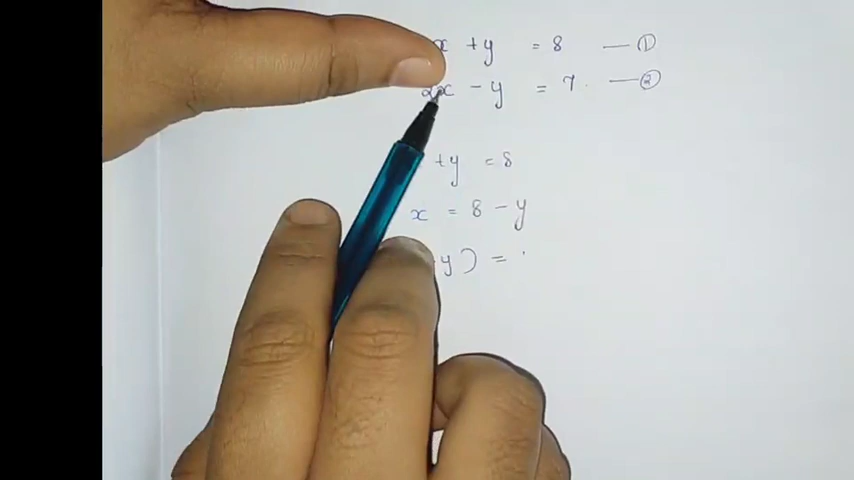 x + y = 8 — ①
2x - y = 7 — ②
+ y = 8
x = 8 - y
y) =